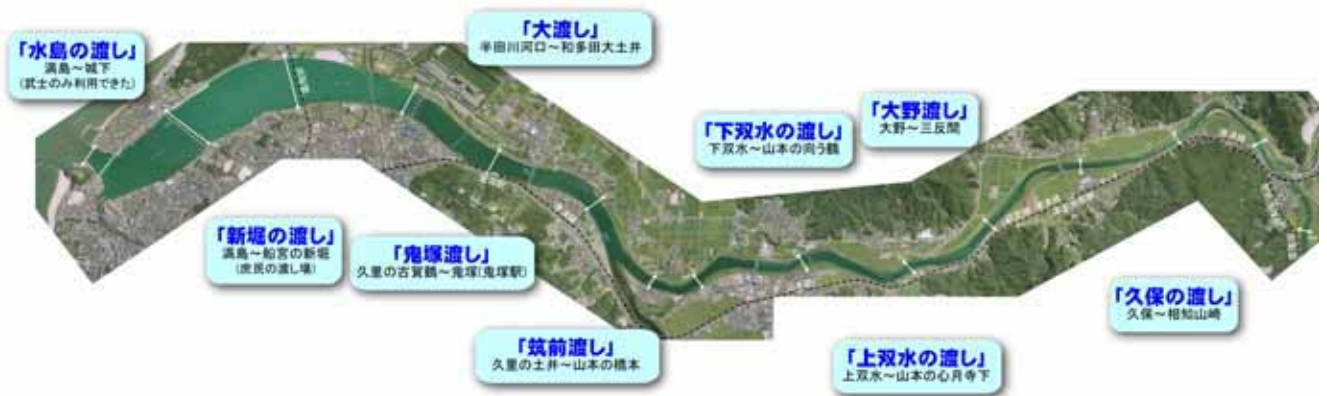 「水島の渡し」
満島～城下
(武士のみ利用できた)
「大渡し」
半田川河口～和多田大土井
「下双水の渡し」
下双水～山本の向う鶴
「大野渡し」
大野～三反間
「新堀の渡し」
満島～船宮の新堀
(庶民の渡し場)
「鬼塚渡し」
久里の古賀鶴～鬼塚(鬼塚駅)
「筑前渡し」
久里の土井～山本の橋本
「上双水の渡し」
上双水～山本の心月寺下
「久保の渡し」
久保～相知山崎